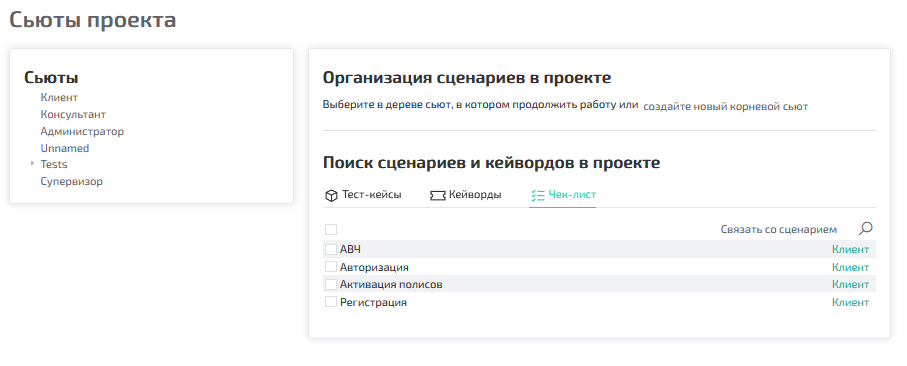 Сьюты проекта
Сьюты
Клиент
Консультант
Администратор
Unnamed
Tests
Супервизор
Организация сценариев в проекте
Выберите в дереве сьют, в котором продолжить работу или создайте новый корневой сьют
Поиск сценариев и кейвордов в проекте
Тест-кейсы Кейворды Чек-лист
Связать со сценарием
АВЧ Клиент
Авторизация Клиент
Активация полисов Клиент
Регистрация Клиент